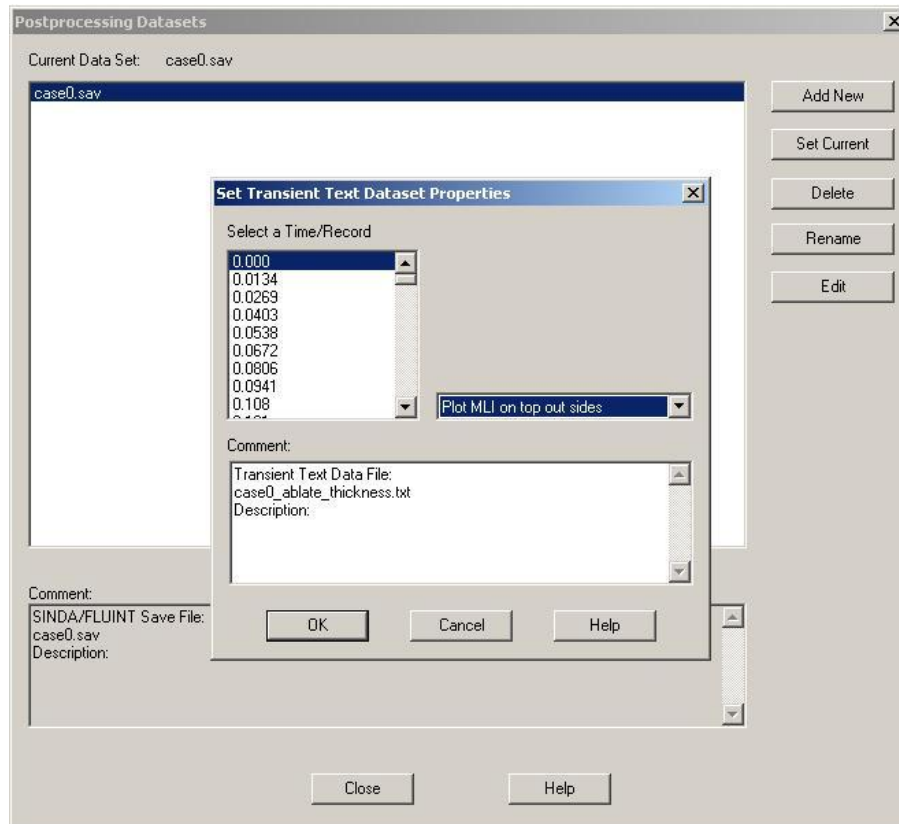 Postprocessing Datasets
Current Data Set: case0.sav
case0.sav
Add New
Set Current
Delete
Rename
Edit
Set Transient Text Dataset Properties
Select a Time/Record
0.000
0.0134
0.0269
0.0403
0.0538
0.0672
0.0806
0.0941
0.108
Plot MLI on top out sides
Comment:
Transient Text Data File:
case0_ablate_thickness.txt
Description:
OK Cancel Help
Comment:
SINDA/FLUINT Save File:
case0.sav
Description:
Close Help